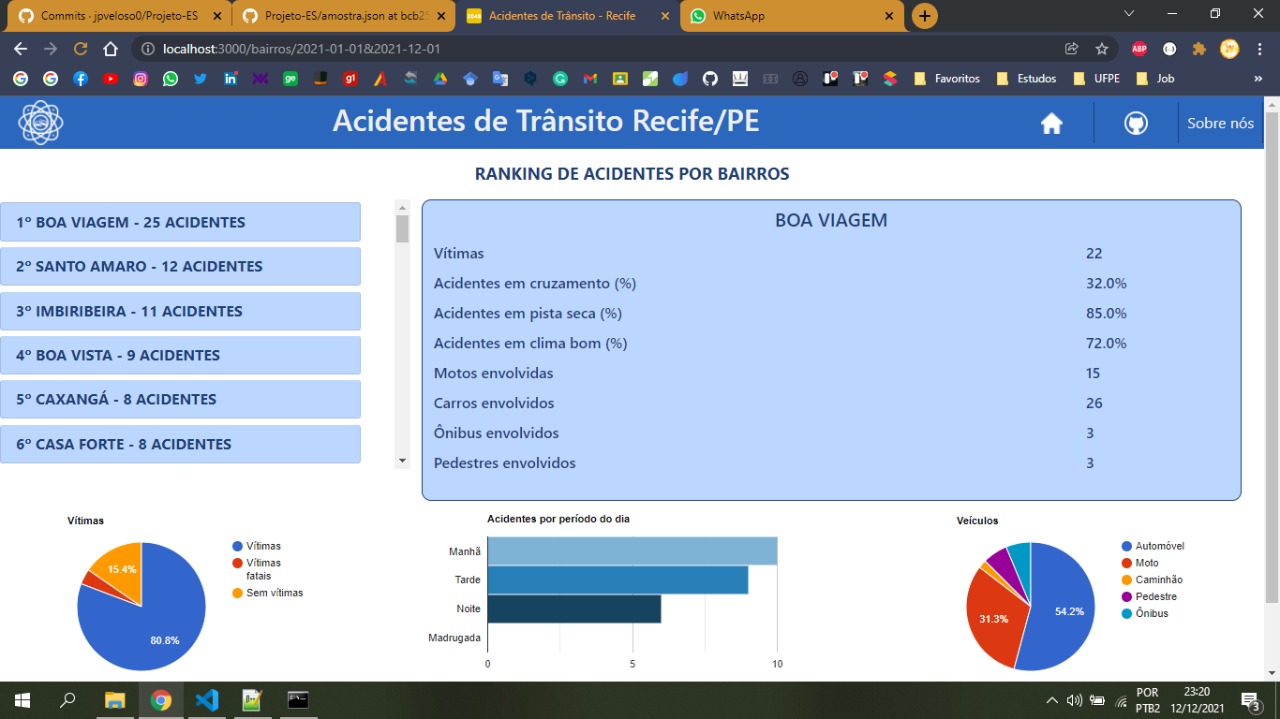 Commits · jpveloso0/Projeto-ES
Projeto-ES/amostra.json at bcb25
Acidentes de Trânsito - Recife
WhatsApp
localhost:3000/bairros/2021-01-01&2021-12-01
ABP
Favoritos
Estudos
UFPE
Job
»
Acidentes de Trânsito Recife/PE
Sobre nós
RANKING DE ACIDENTES POR BAIRROS
1º BOA VIAGEM - 25 ACIDENTES
2º SANTO AMARO - 12 ACIDENTES
3º IMBIRIBEIRA - 11 ACIDENTES
4º BOA VISTA - 9 ACIDENTES
5º CAXANGÁ - 8 ACIDENTES
6º CASA FORTE - 8 ACIDENTES
BOA VIAGEM
Vítimas 22
Acidentes em cruzamento (%) 32.0%
Acidentes em pista seca (%) 85.0%
Acidentes em clima bom (%) 72.0%
Motos envolvidas 15
Carros envolvidos 26
Ônibus envolvidos 3
Pedestres envolvidos 3
Vítimas
15.4%
80.8%
Vítimas
Vítimas
fatais
Sem vítimas
Acidentes por período do dia
Manhã
Tarde
Noite
Madrugada
0 5 10
Veículos
54.2%
31.3%
Automóvel
Moto
Caminhão
Pedestre
Ônibus
POR
PTB2
23:20
12/12/2021
3